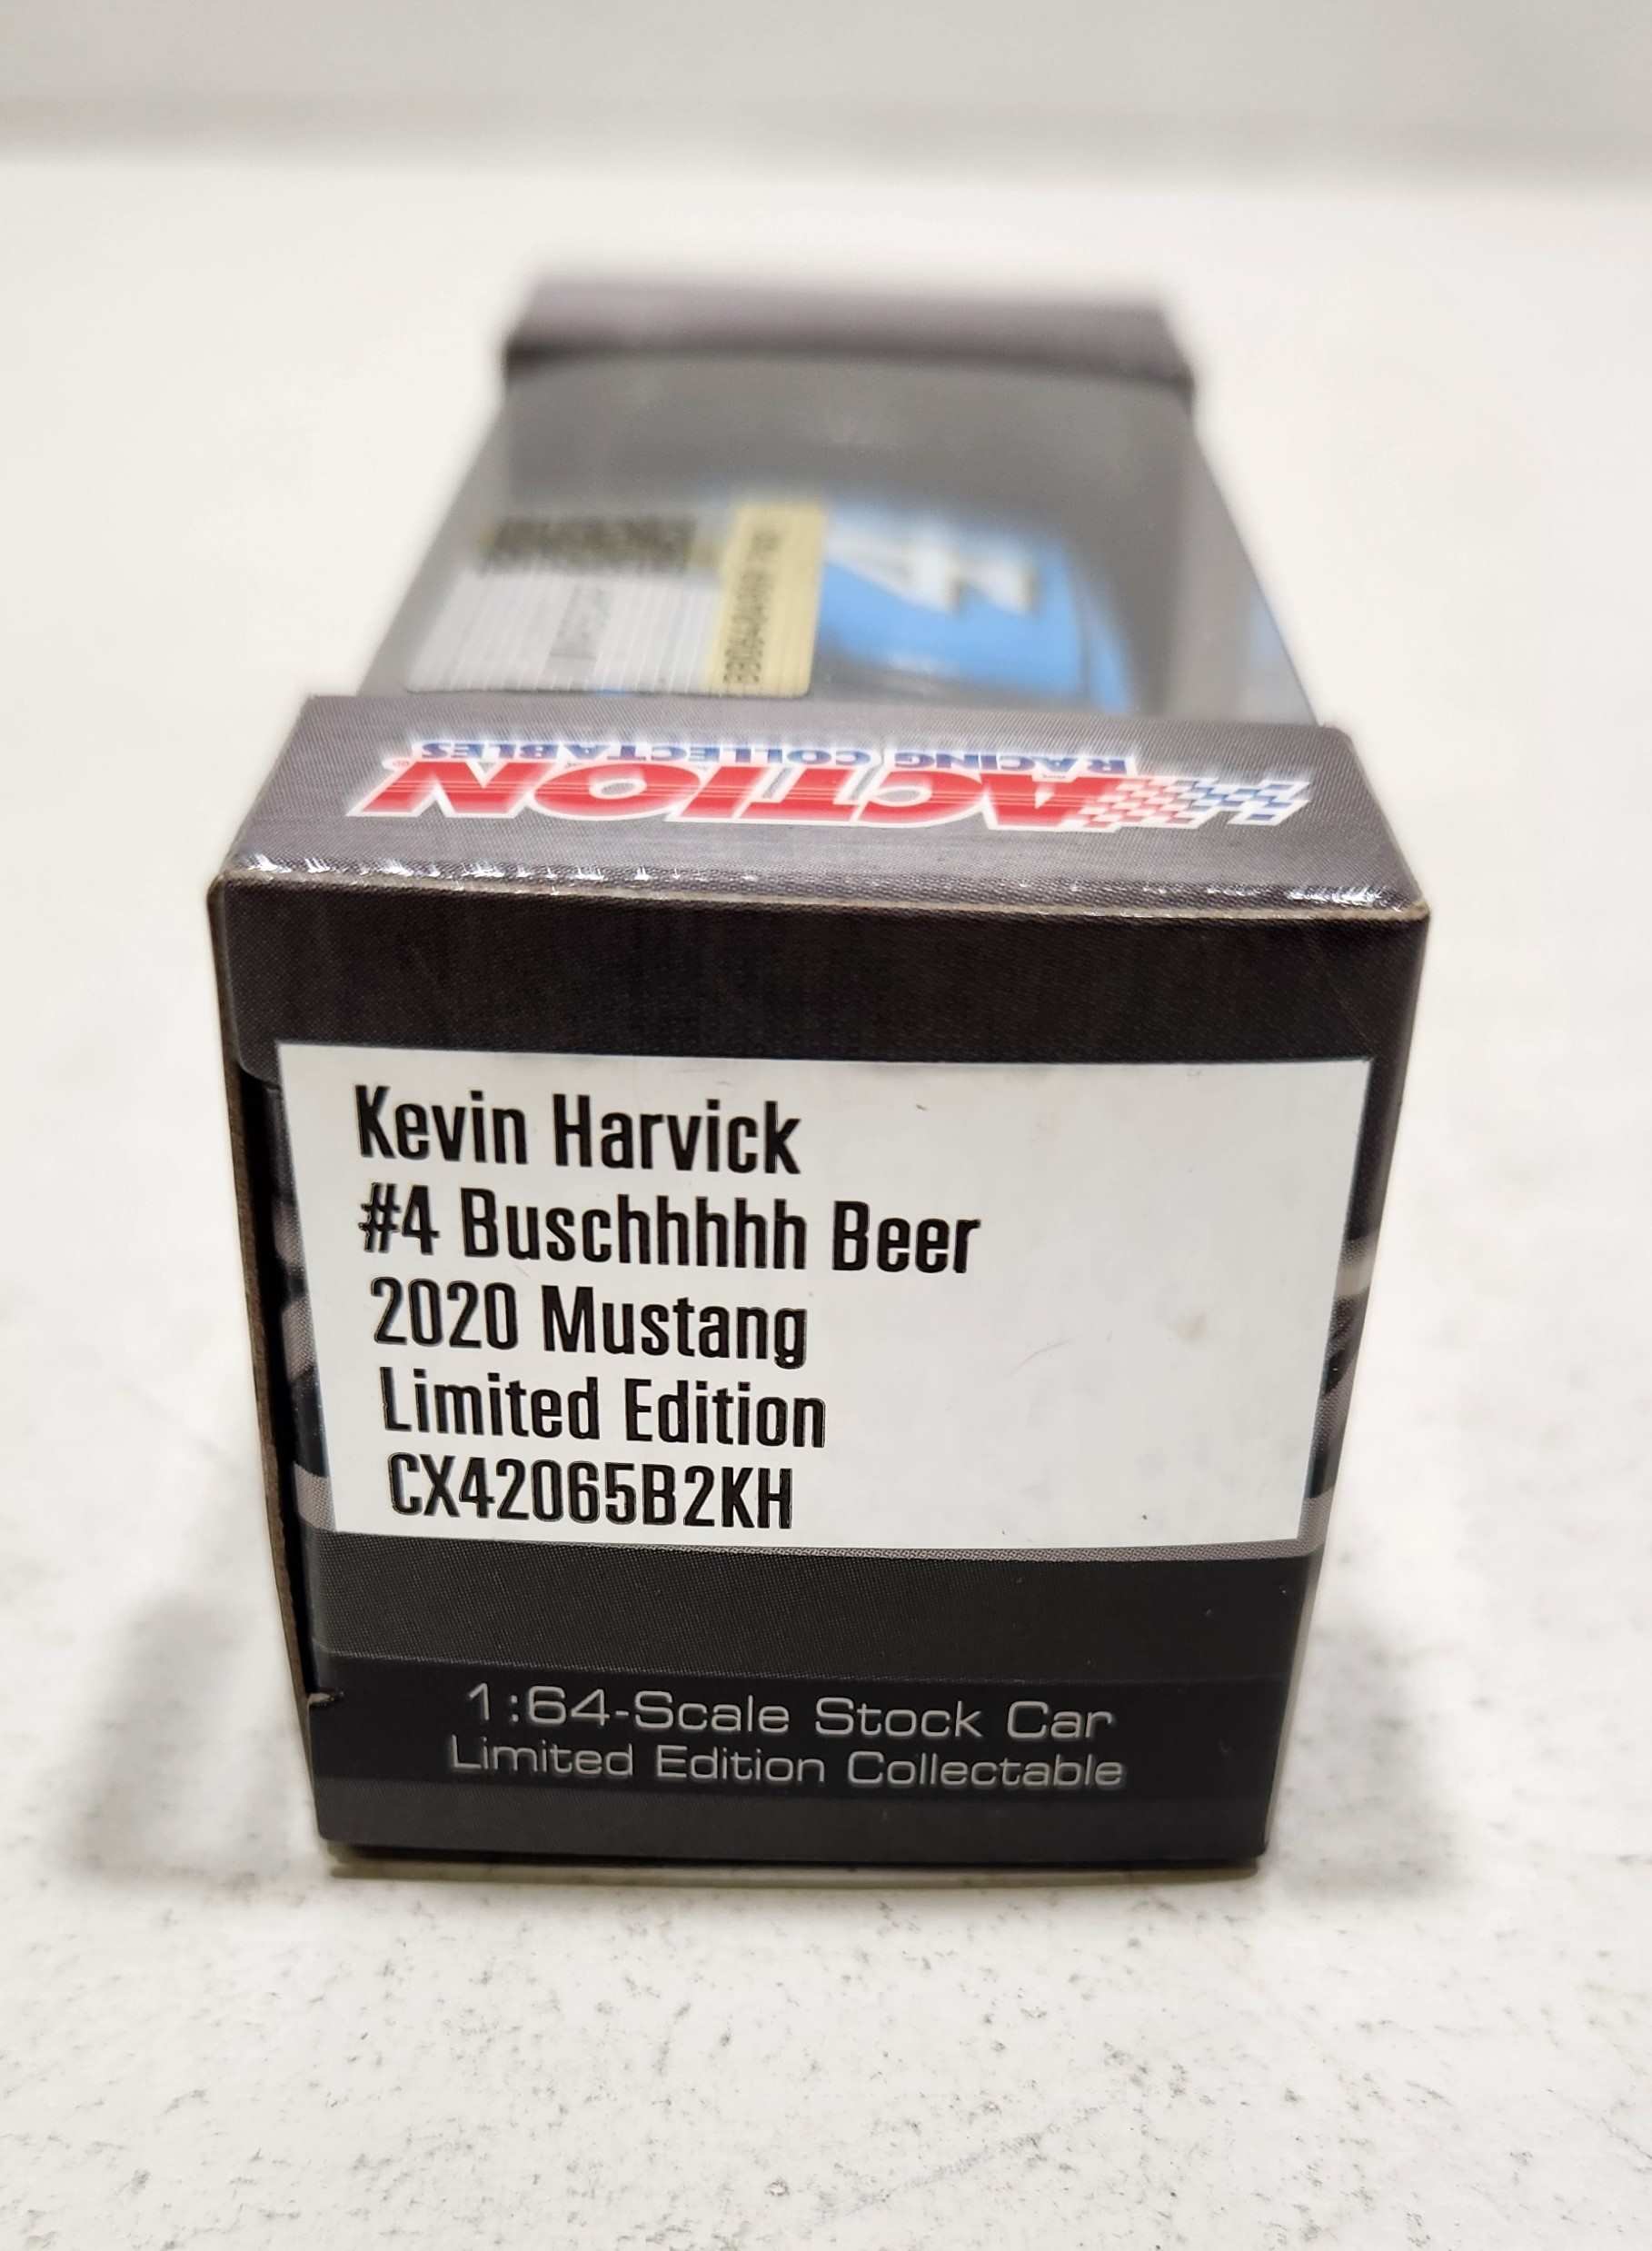 ACTION
RACING COLLECTABLES
Kevin Harvick
#4 Buschhhhh Beer
2020 Mustang
Limited Edition
CX42065B2KH
1:64-Scale Stock Car
Limited Edition Collectable
4